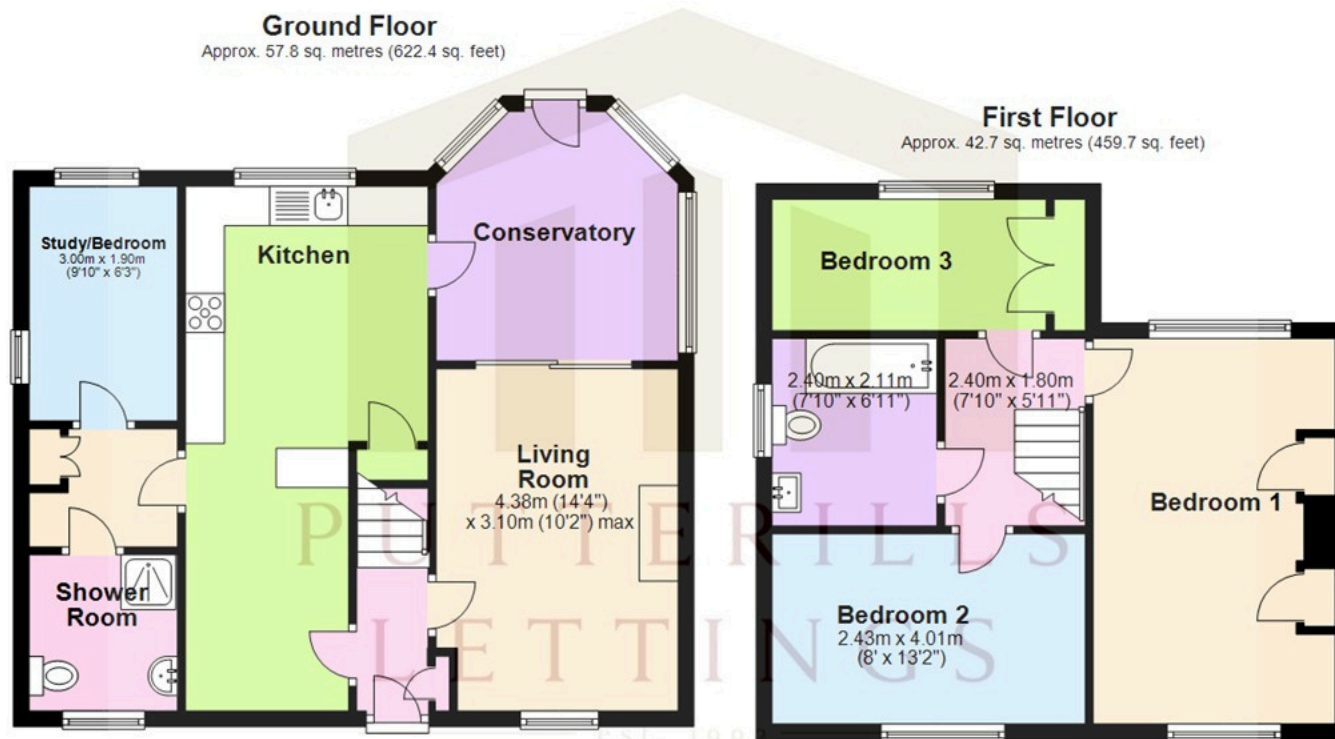 Ground Floor
Approx. 57.8 sq. metres (622.4 sq. feet)
First Floor
Approx. 42.7 sq. metres (459.7 sq. feet)
Study/Bedroom
3.00m x 1.90m
(9'10" x 6'3")
Kitchen
Conservatory
Living
Room
4.38m (14'4")
x 3.10m (10'2") max
Shower
Room
Bedroom 3
2.40m x 2.11m
(7'10" x 6'11")
2.40m x 1.80m
(7'10" x 5'11")
Bedroom 1
Bedroom 2
2.43m x 4.01m
(8' x 13'2")
PUTTERILLS
LETTINGS